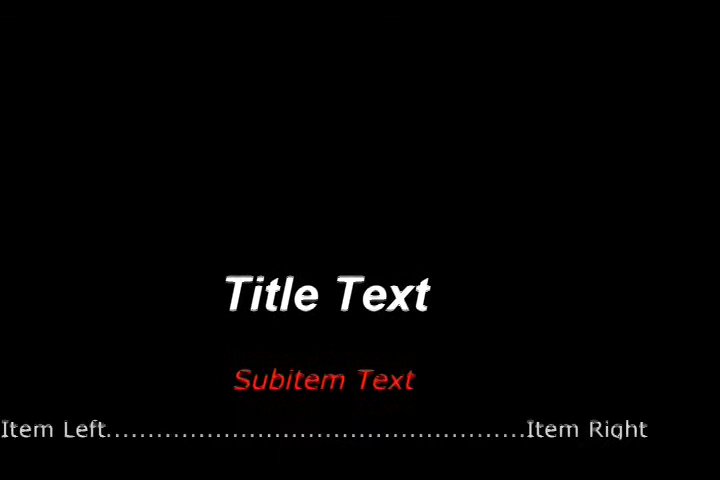 Title Text
Subitem Text
Item Left...................................................Item Right